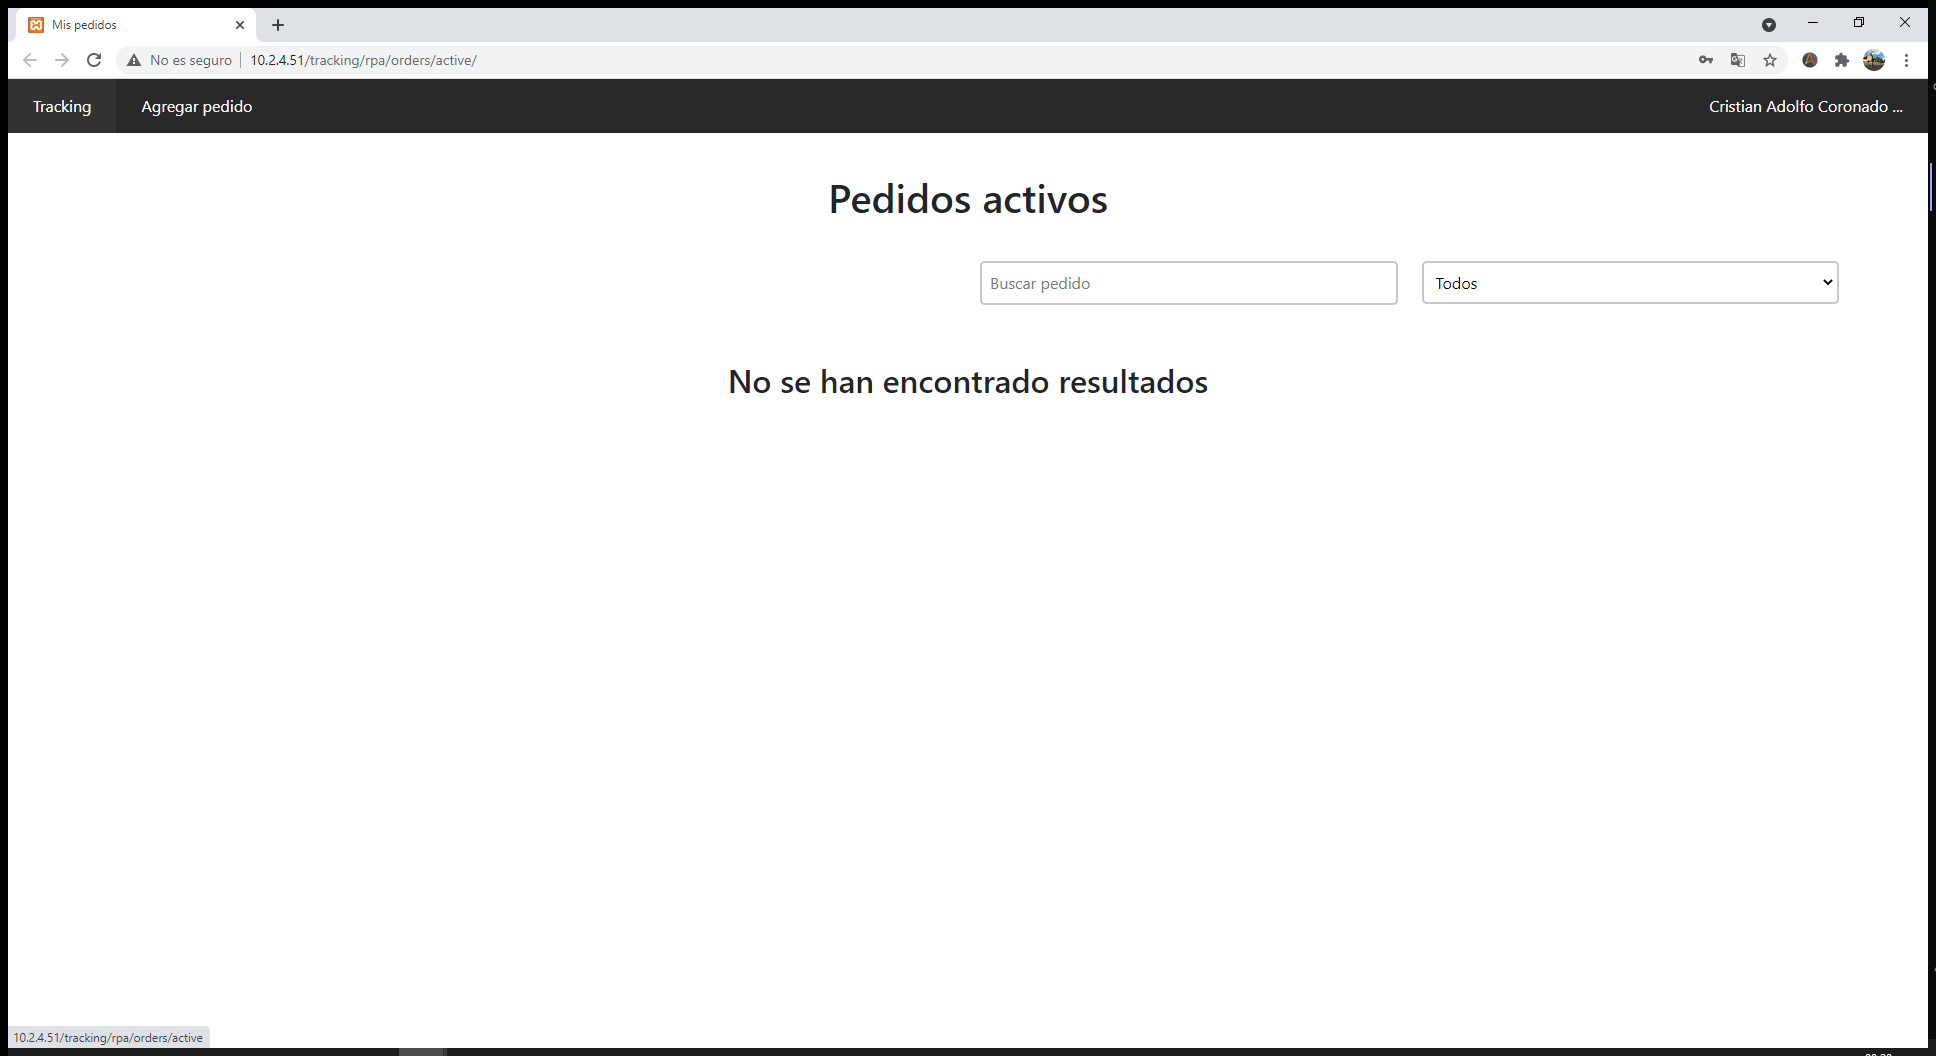 Mis pedidos
No es seguro
10.2.4.51/tracking/rpa/orders/active/
Tracking
Agregar pedido
Cristian Adolfo Coronado ...
Pedidos activos
Buscar pedido
Todos
No se han encontrado resultados
10.2.4.51/tracking/rpa/orders/active